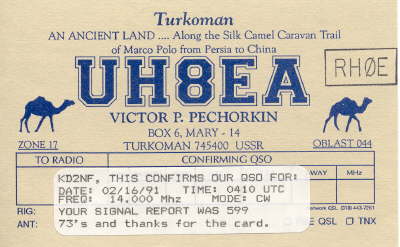 Turkoman
AN ANCIENT LAND .... Along the Silk Camel Caravan Trail
of Marco Polo from Persia to China
UH8EA
RHØE
VICTOR P. PECHORKIN
BOX 6, MARY - 14
ZONE 17
TURKOMAN 745400 USSR
OBLAST 044
TO RADIO
CONFIRMING QSO
WAY
MHz
KD2NF, THIS CONFIRMS OUR QSO FOR:
DATE: 02/16/91 TIME: 0410 UTC
FREQ: 14.000 Mhz MODE: CW
YOUR SIGNAL REPORT WAS 599
73's and thanks for the card.
RIG:
ANT:
QSL
TNX